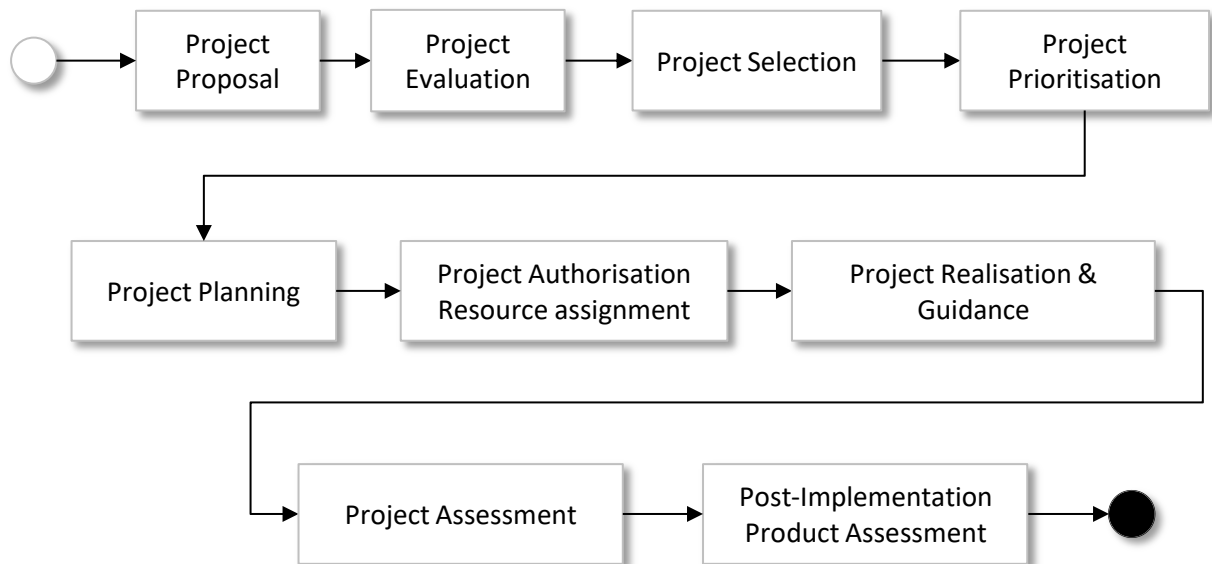 Project
Proposal
Project
Evaluation
Project Selection
Project
Prioritisation
Project Planning
Project Authorisation
Resource assignment
Project Realisation &
Guidance
Project Assessment
Post-Implementation
Product Assessment